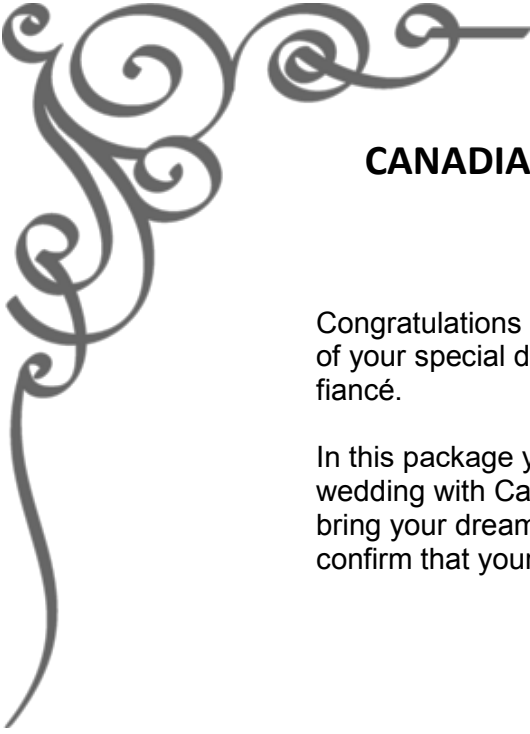 CANADIA
Congratulations
of your special d
fiancé.
In this package y
wedding with Ca
bring your dream
confirm that your